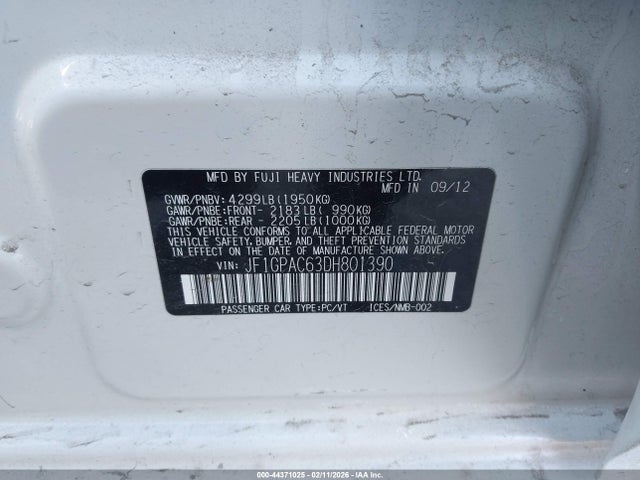 MFD BY FUJI HEAVY INDUSTRIES LTD.
MFD IN 09/12
GVWR/PNBV: 4299LB(1950KG)
GAWR/PNBE:FRONT- 2183LB( 990KG)
GAWR/PNBE:REAR - 2205LB(1000KG)
THIS VEHICLE CONFORMS TO ALL APPLICABLE FEDERAL MOTOR
VEHICLE SAFETY,BUMPER,AND THEFT PREVENTION STANDARDS
IN EFFECT ON THE DATE OF MANUFACTURE SHOWN ABOVE.
VIN: JF1GPAC63DH801390
PASSENGER CAR TYPE:PC/VT ICES/NMB-002
000-44371025 - 02/11/2026 - COPYRIGHT © IAA, LLC